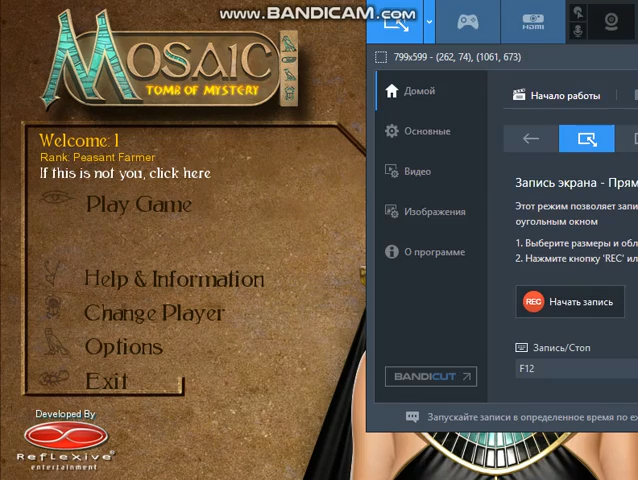 www.BANDICAM.com
MOSAIC
TOMB OF MYSTERY
Welcome: 1
Rank: Peasant Farmer
If this is not you, click here
Play Game
Help & Information
Change Player
Options
Exit
Developed By
Reflexive
entertainment
HDMI
799x599 - (262, 74), (1061, 673)
Домой
Основные
Видео
Изображения
О программе
BANDICUT
Начало работы
Запись экрана - Прям
Этот режим позволяет запи
оугольным окном
1. Выберите размеры и обл
2. Нажмите кнопку 'REC' ил
REC
Начать запись
Запись/Стоп
F12
Запускайте записи в определенное время по еж